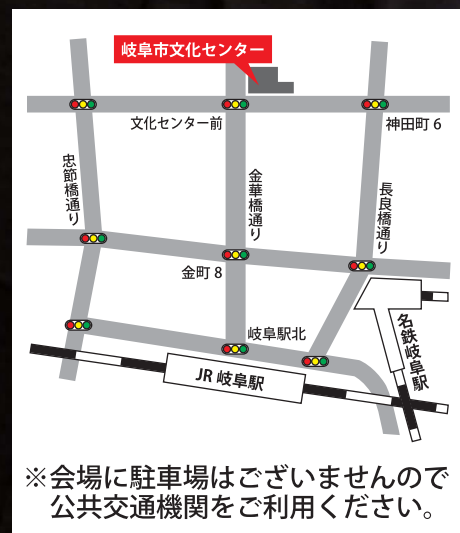 岐阜市文化センター
文化センター前
神田町6
忠節橋通り
金華橋通り
長良橋通り
金町8
岐阜駅北
名鉄岐阜駅
JR岐阜駅
※会場に駐車場はございませんので
公共交通機関をご利用ください。